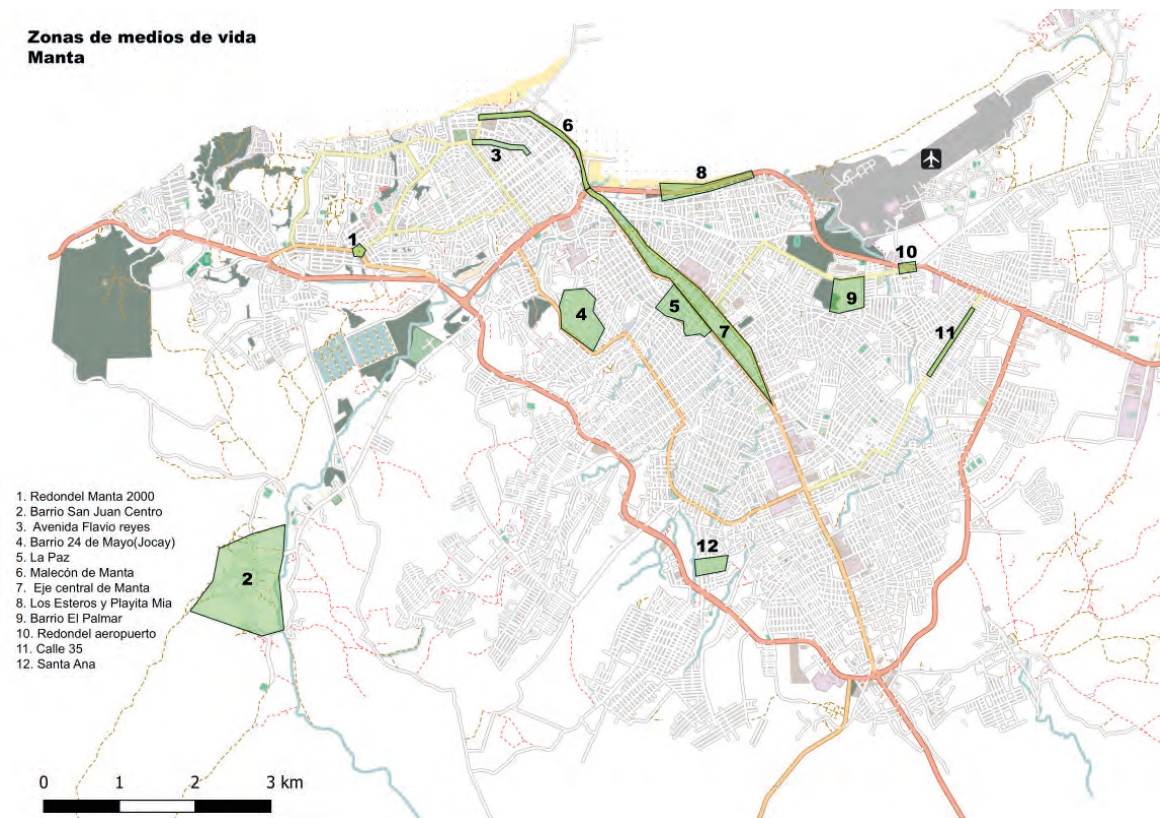 Zonas de medios de vida
Manta
6
3
8
1
10
4
5
7
9
11
12
2
1. Redondel Manta 2000
2. Barrio San Juan Centro
3. Avenida Flavio reyes
4. Barrio 24 de Mayo(Jocay)
5. La Paz
6. Malecón de Manta
7. Eje central de Manta
8. Los Esteros y Playita Mia
9. Barrio El Palmar
10. Redondel aeropuerto
11. Calle 35
12. Santa Ana
0 1 2 3 km